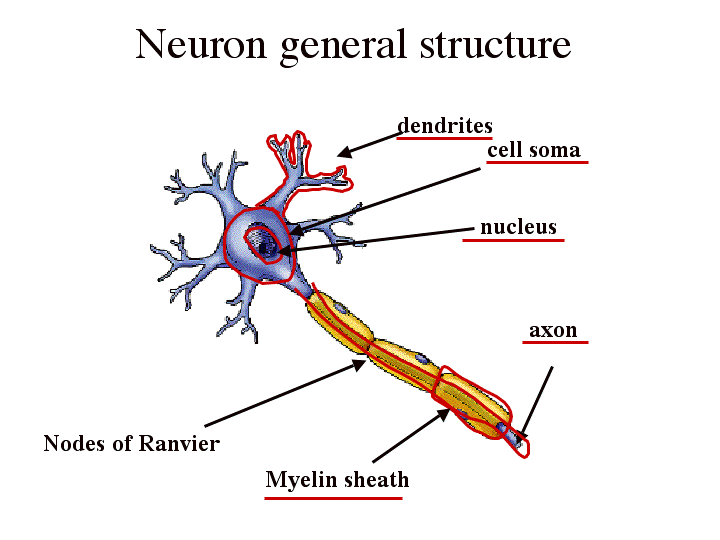 Neuron general structure
dendrites
cell soma
nucleus
axon
Nodes of Ranvier
Myelin sheath